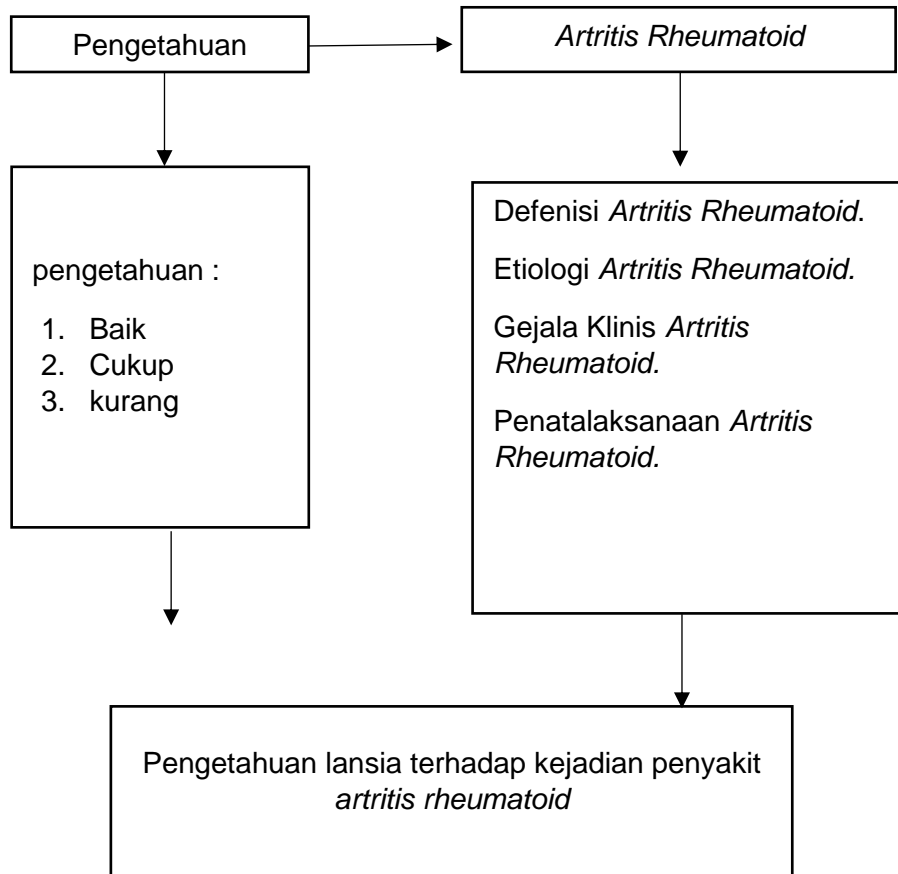 Pengetahuan
Artritis Rheumatoid
pengetahuan :
1. Baik
2. Cukup
3. kurang
Defenisi Artritis Rheumatoid.
Etiologi Artritis Rheumatoid.
Gejala Klinis Artritis
Rheumatoid.
Penatalaksanaan Artritis
Rheumatoid.
Pengetahuan lansia terhadap kejadian penyakit
artritis rheumatoid